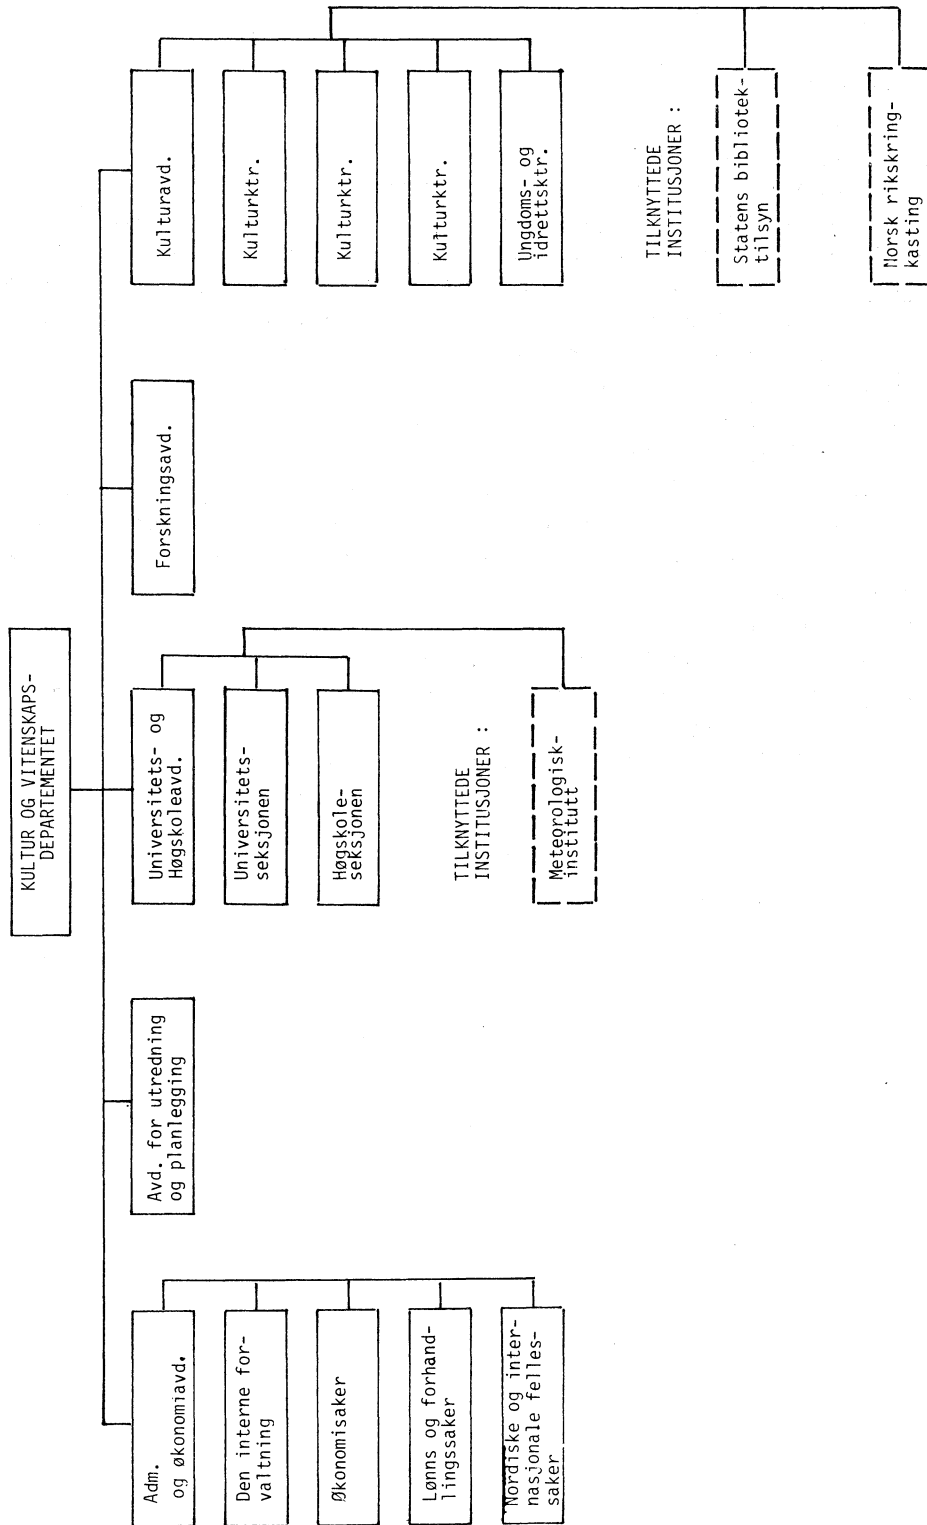 KULTUR OG VITENSKAPS-
DEPARTEMENTET
Adm.
og økonomiavd.
Den interne for-
valtning
Økonomisaker
Lønns og forhand-
lingssaker
Nordiske og inter-
nasjonale felles-
saker
Avd. for utredning
og planlegging
Universitets- og
Høgskoleavd.
Universitets-
seksjonen
Høgskole-
seksjonen
TILKNYTTEDE
INSTITUSJONER :
Meteorologisk-
institutt
Forskningsavd.
Kulturavd.
Kulturktr.
Kulturktr.
Kulturktr.
Ungdoms- og
idrettsktr.
TILKNYTTEDE
INSTITUSJONER :
Statens bibliotek-
tilsyn
Norsk rikskring-
kasting